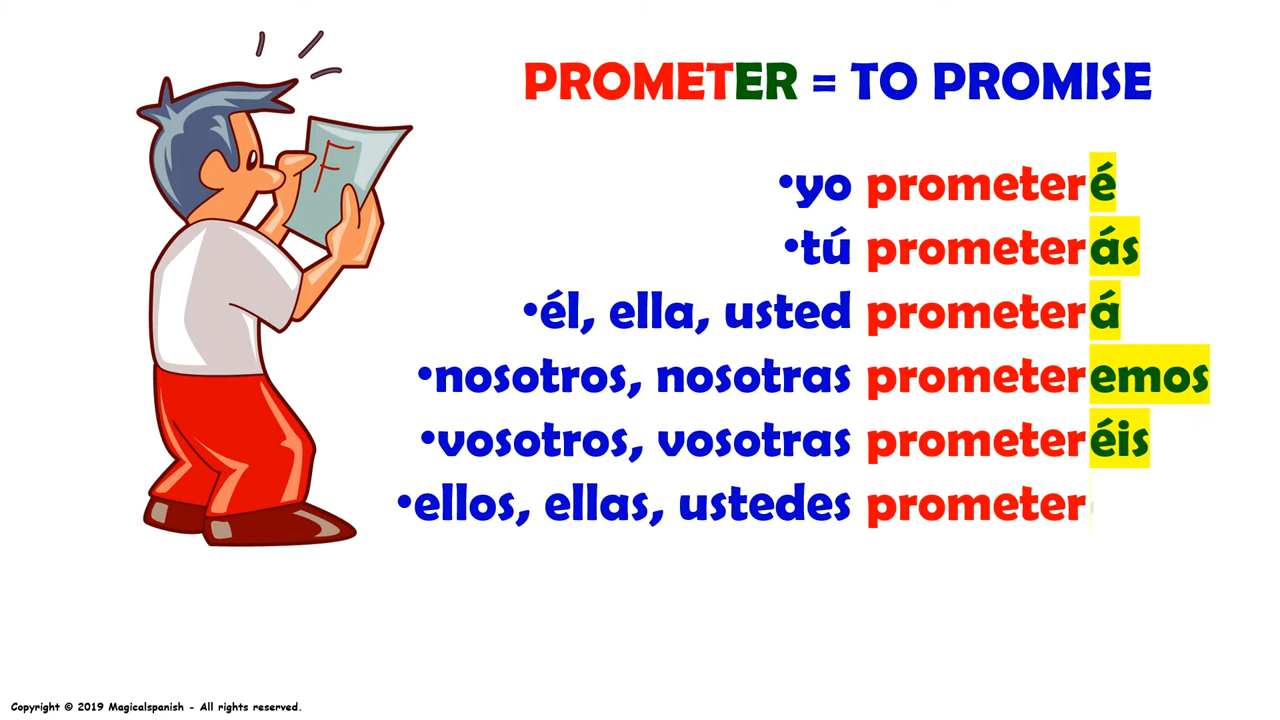 PROMETER = TO PROMISE
F
•yo prometeré
•tú prometerás
•él, ella, usted prometerá
•nosotros, nosotras prometeremos
•vosotros, vosotras prometeréis
•ellos, ellas, ustedes prometer
Copyright © 2019 Magicalspanish - All rights reserved.